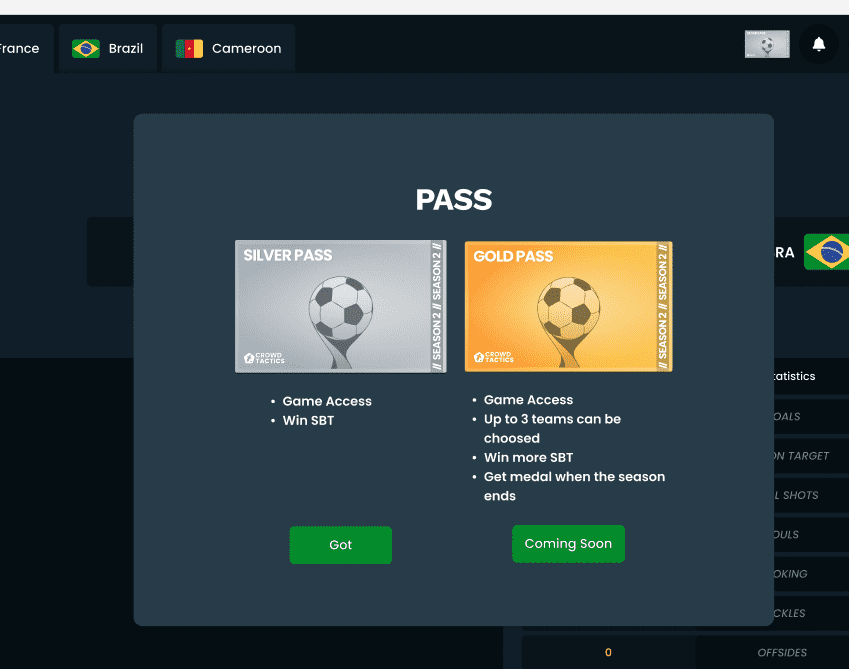 France
Brazil
Cameroon
PASS
SILVER PASS
// SEASON 2 // SEASON 2 //
CROWD
TACTICS
GOLD PASS
// SEASON 2 // SEASON 2 //
CROWD
TACTICS
RA
• Game Access
• Win SBT
• Game Access
• Up to 3 teams can be
choosed
• Win more SBT
• Get medal when the season
ends
Got
Coming Soon
tatistics
OALS
ON TARGET
L SHOTS
OULS
OKING
CKLES
0
OFFSIDES